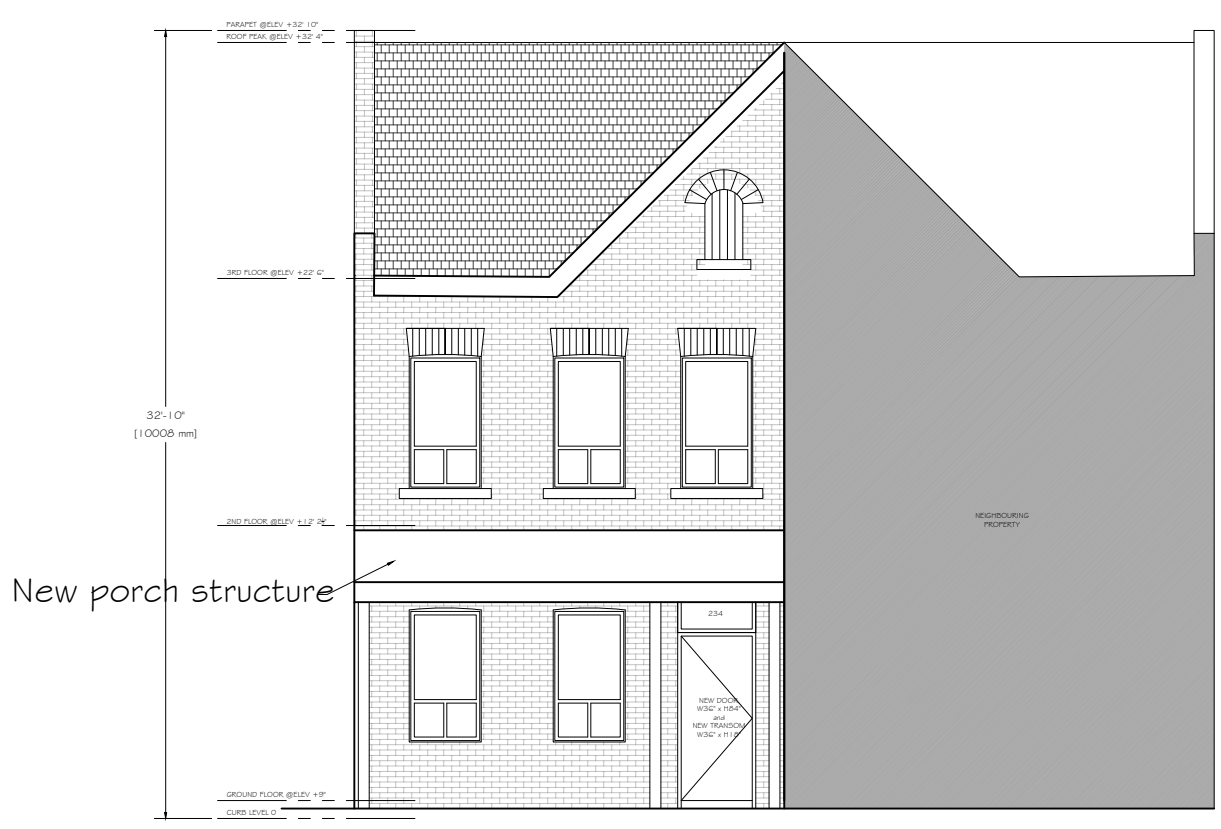 PARAPET @ELEV +32' 10"
ROOF PEAK @ELEV +32' 4"
3RD FLOOR @ELEV +22' 6"
32'-10"
[10008 mm]
2ND FLOOR @ELEV +12' 2½"
NEIGHBOURING
PROPERTY
New porch structure
234
NEW DOOR
W36" x H84"
and
NEW TRANSOM
W36" x H18"
GROUND FLOOR @ELEV +9"
CURB LEVEL 0